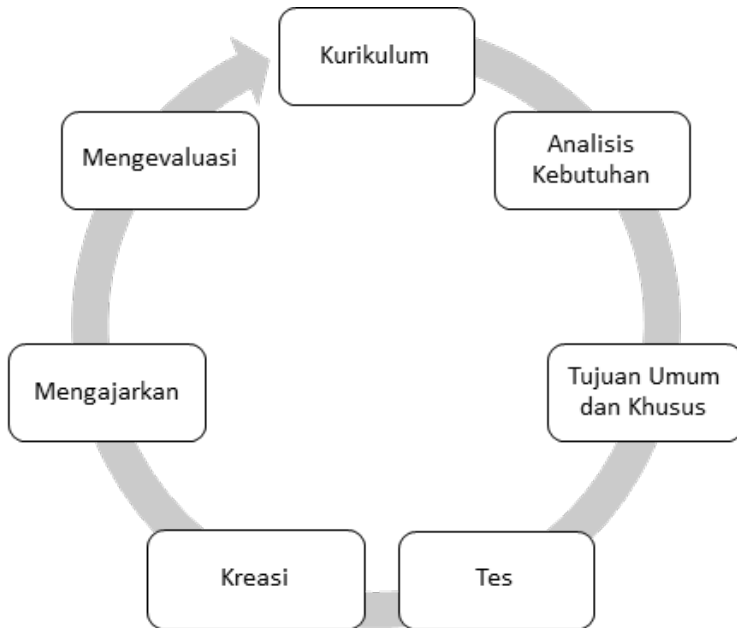 Kurikulum
Analisis
Kebutuhan
Tujuan Umum
dan Khusus
Tes
Kreasi
Mengajarkan
Mengevaluasi